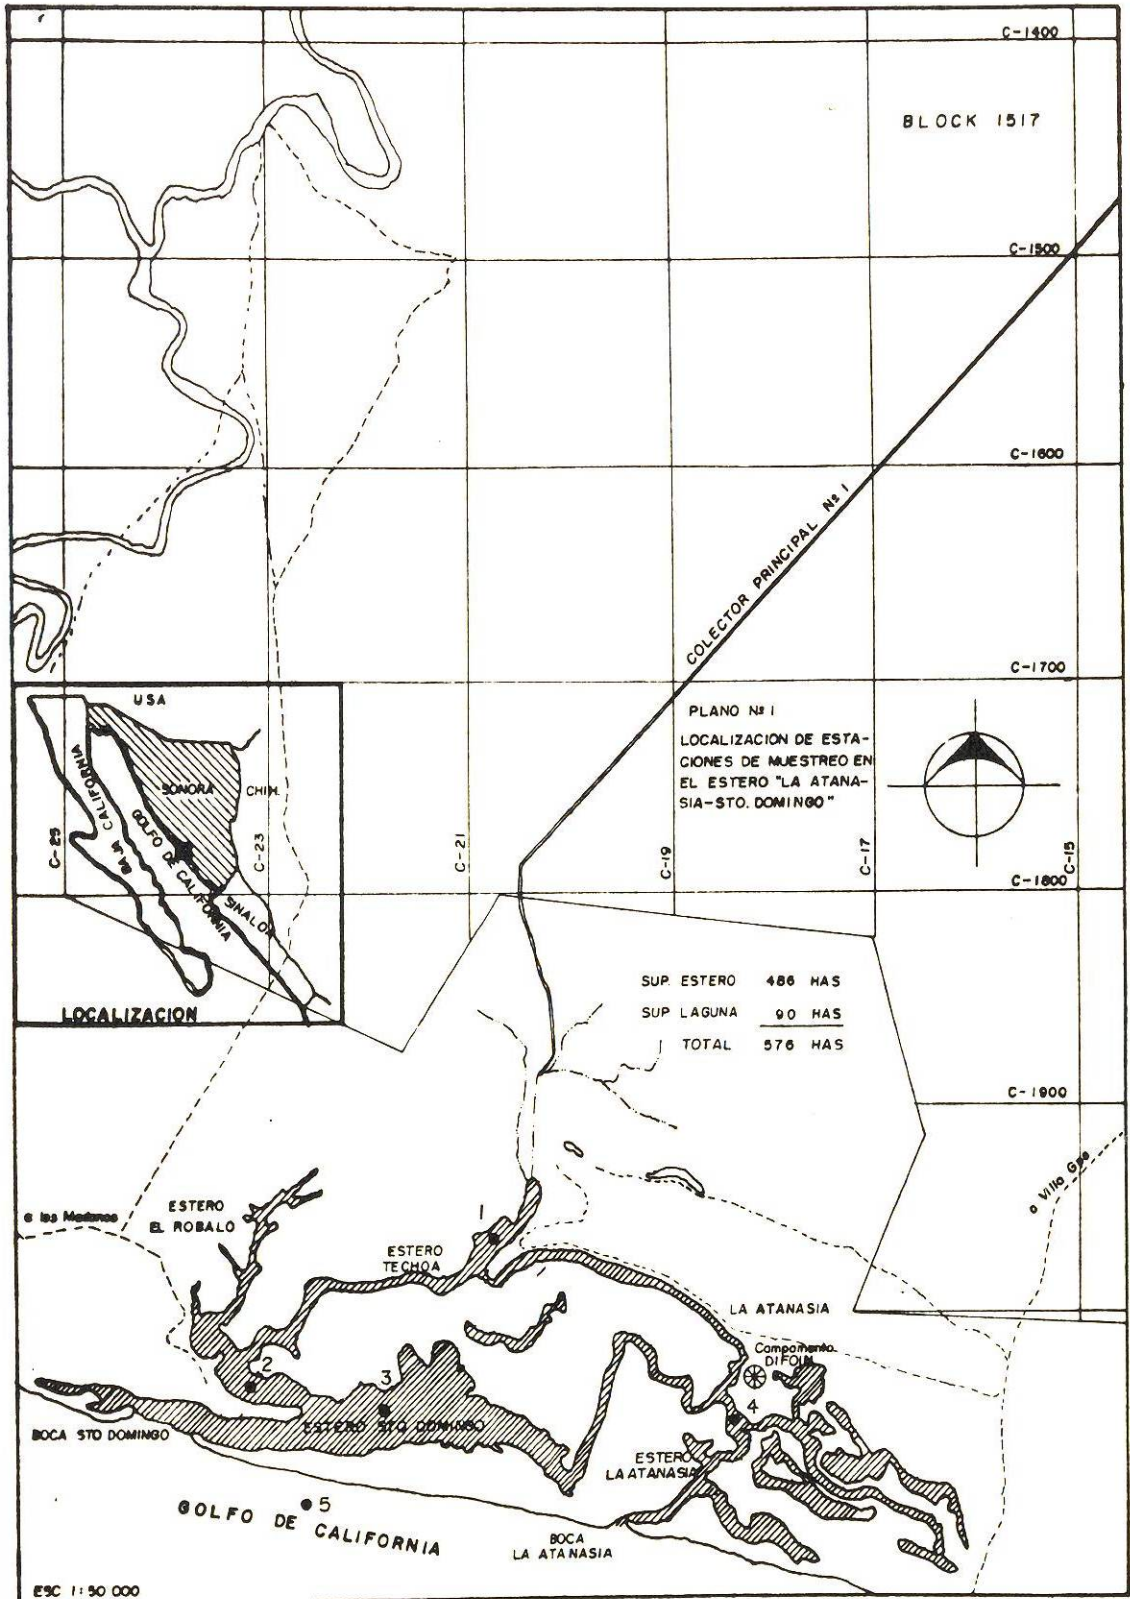 C-1400
BLOCK 1517
C-1500
C-1600
COLECTOR PRINCIPAL Nº 1
C-1700
USA
BAJA CALIFORNIA
SONORA
CHIH.
GOLFO DE CALIFORNIA
SINALOA
LOCALIZACION
PLANO Nº 1
LOCALIZACION DE ESTA-
CIONES DE MUESTREO EN
EL ESTERO "LA ATANA-
SIA-STO. DOMINGO"
C-25
C-23
C-21
C-19
C-17
C-15
C-1800
SUP. ESTERO 486 HAS
SUP LAGUNA 90 HAS
TOTAL 576 HAS
C-1900
a Villa Gpe
a las Medanos
ESTERO
EL ROBALO
1
ESTERO
TECHOA
LA ATANASIA
Campamento
DIFOIN
2
3
4
BOCA STO DOMINGO
ESTERO STO DOMINGO
ESTERO
LA ATANASIA
5
GOLFO DE CALIFORNIA
BOCA
LA ATANASIA
ESC 1:50 000